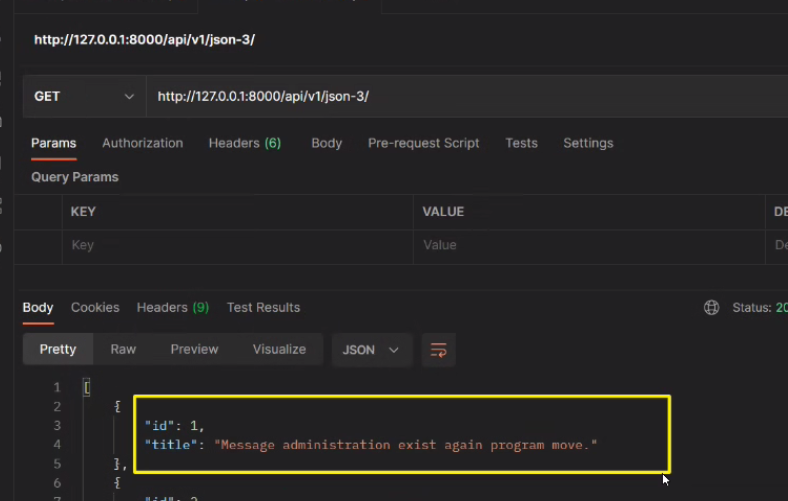 http://127.0.0.1:8000/api/v1/json-3/
GET http://127.0.0.1:8000/api/v1/json-3/
Params Authorization Headers (6) Body Pre-request Script Tests Settings
Query Params
KEY VALUE DE
Key Value De
Body Cookies Headers (9) Test Results Status: 20
Pretty Raw Preview Visualize JSON
1 [
2 {
3 "id": 1,
4 "title": "Message administration exist again program move."
5 },
6 {
7 "id": 2